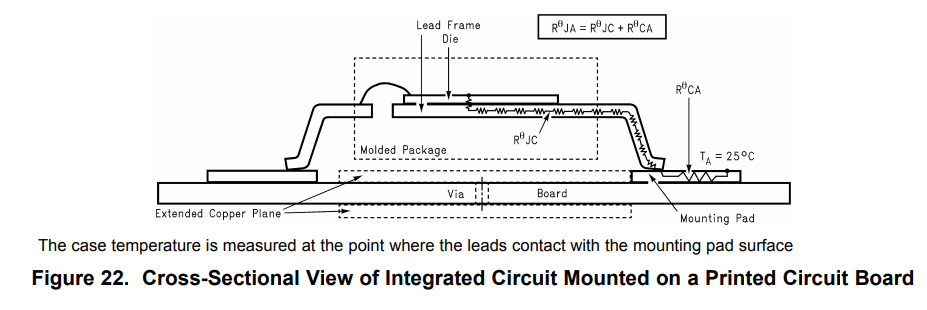 Lead Frame
Die
RθJA = RθJC + RθCA
RθCA
RθJC
Molded Package
TA = 25°C
Via
Board
Extended Copper Plane
Mounting Pad
The case temperature is measured at the point where the leads contact with the mounting pad surface
Figure 22. Cross-Sectional View of Integrated Circuit Mounted on a Printed Circuit Board